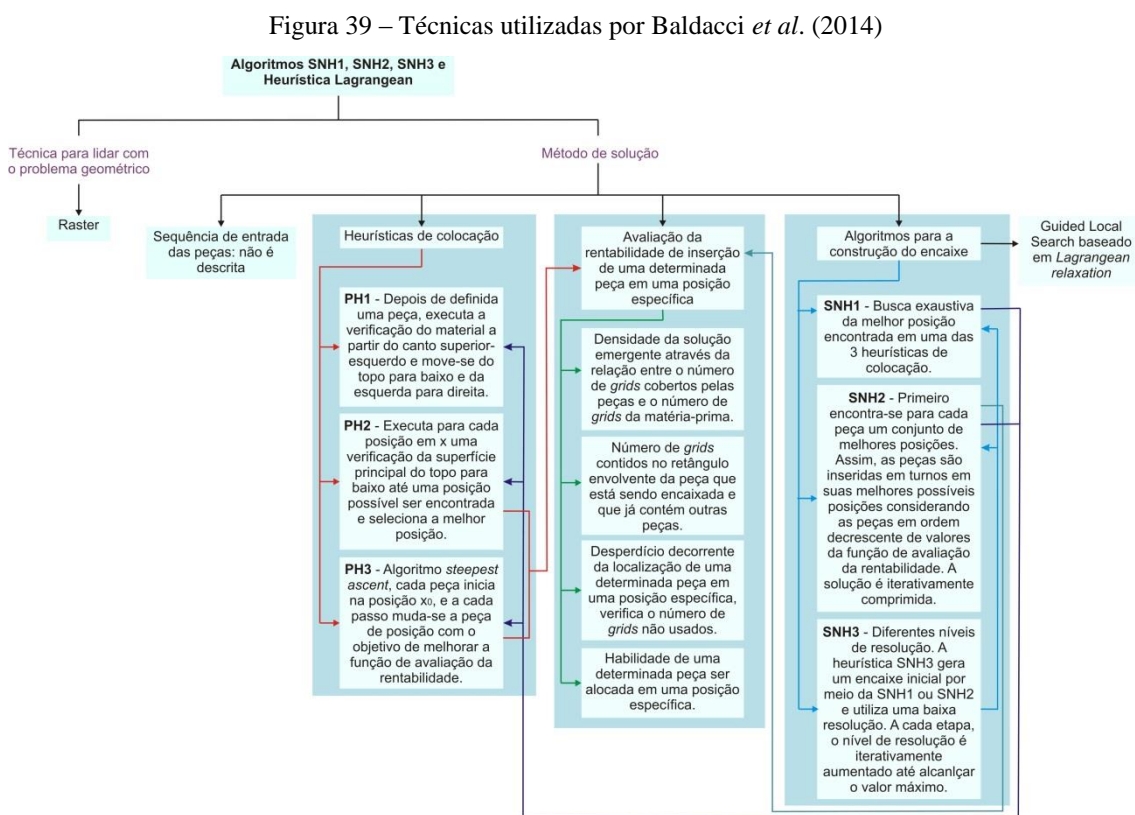 Figura 39 – Técnicas utilizadas por Baldacci et al. (2014)
Algoritmos SNH1, SNH2, SNH3 e
Heurística Lagrangean
Técnica para lidar com
o problema geométrico
Método de solução
Raster
Sequência de entrada
das peças: não é
descrita
Heurísticas de colocação
PH1 - Depois de definida
uma peça, executa a
verificação do material a
partir do canto superior-
esquerdo e move-se do
topo para baixo e da
esquerda para direita.
PH2 - Executa para cada
posição em x uma
verificação da superfície
principal do topo para
baixo até uma posição
possível ser encontrada
e seleciona a melhor
posição.
PH3 - Algoritmo steepest
ascent, cada peça inicia
na posição x₀, e a cada
passo muda-se a peça
de posição com o
objetivo de melhorar a
função de avaliação da
rentabilidade.
Avaliação da
rentabilidade de inserção
de uma determinada
peça em uma posição
específica
Densidade da solução
emergente através da
relação entre o número
de grids cobertos pelas
peças e o número de
grids da matéria-prima.
Número de grids
contidos no retângulo
envolvente da peça que
está sendo encaixada e
que já contém outras
peças.
Desperdício decorrente
da localização de uma
determinada peça em
uma posição específica,
verifica o número de
grids não usados.
Habilidade de uma
determinada peça ser
alocada em uma posição
específica.
Algoritmos para a
construção do encaixe
SNH1 - Busca exaustiva
da melhor posição
encontrada em uma das
3 heurísticas de
colocação.
SNH2 - Primeiro
encontra-se para cada
peça um conjunto de
melhores posições.
Assim, as peças são
inseridas em turnos em
suas melhores possíveis
posições considerando
as peças em ordem
decrescente de valores
da função de avaliação
da rentabilidade. A
solução é iterativamente
comprimida.
SNH3 - Diferentes níveis
de resolução. A
heurística SNH3 gera
um encaixe inicial por
meio da SNH1 ou SNH2
e utiliza uma baixa
resolução. A cada etapa,
o nível de resolução é
iterativamente
aumentado até alcanlçar
o valor máximo.
Guided Local
Search baseado
em Lagrangean
relaxation